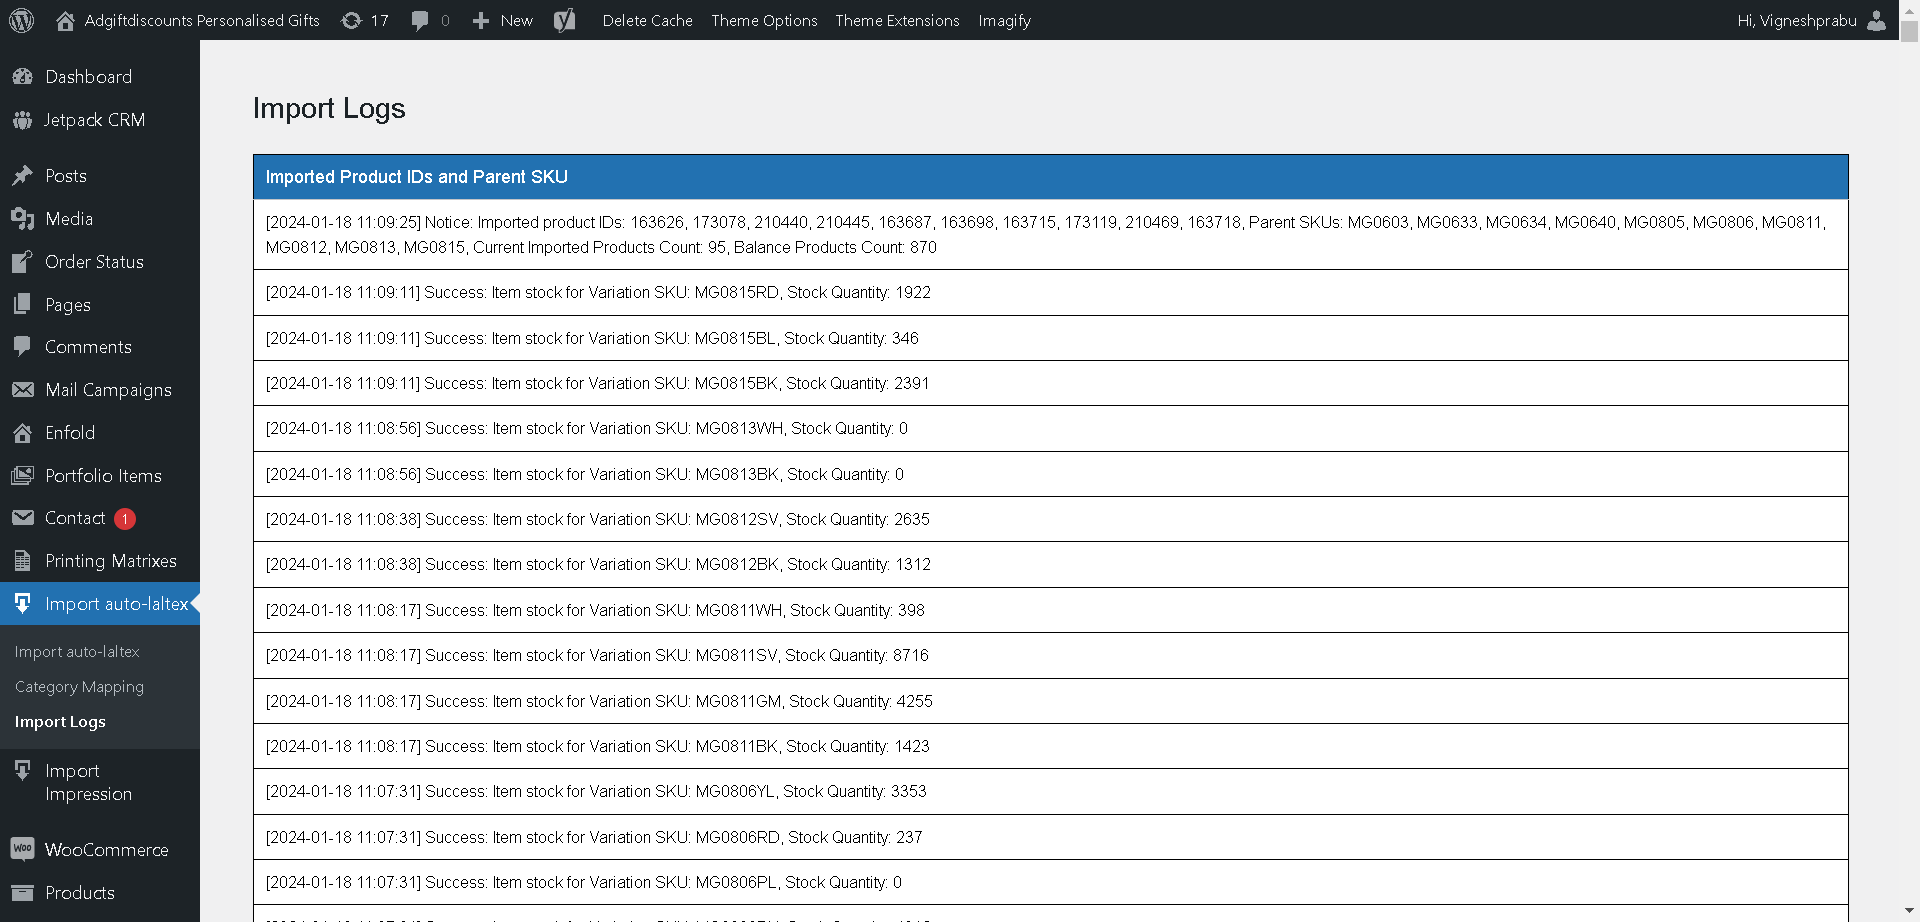 Adgiftdiscounts Personalised Gifts 17 0 New Delete Cache Theme Options Theme Extensions Imagify Hi, Vigneshprabu
Dashboard
Jetpack CRM
Posts
Media
Order Status
Pages
Comments
Mail Campaigns
Enfold
Portfolio Items
Contact 1
Printing Matrixes
Import auto-laltex
Import auto-laltex
Category Mapping
Import Logs
Import
Impression
WooCommerce
Products
Import Logs
Imported Product IDs and Parent SKU
[2024-01-18 11:09:25] Notice: Imported product IDs: 163626, 173078, 210440, 210445, 163687, 163698, 163715, 173119, 210469, 163718, Parent SKUs: MG0603, MG0633, MG0634, MG0640, MG0805, MG0806, MG0811,
MG0812, MG0813, MG0815, Current Imported Products Count: 95, Balance Products Count: 870
[2024-01-18 11:09:11] Success: Item stock for Variation SKU: MG0815RD, Stock Quantity: 1922
[2024-01-18 11:09:11] Success: Item stock for Variation SKU: MG0815BL, Stock Quantity: 346
[2024-01-18 11:09:11] Success: Item stock for Variation SKU: MG0815BK, Stock Quantity: 2391
[2024-01-18 11:08:56] Success: Item stock for Variation SKU: MG0813WH, Stock Quantity: 0
[2024-01-18 11:08:56] Success: Item stock for Variation SKU: MG0813BK, Stock Quantity: 0
[2024-01-18 11:08:38] Success: Item stock for Variation SKU: MG0812SV, Stock Quantity: 2635
[2024-01-18 11:08:38] Success: Item stock for Variation SKU: MG0812BK, Stock Quantity: 1312
[2024-01-18 11:08:17] Success: Item stock for Variation SKU: MG0811WH, Stock Quantity: 398
[2024-01-18 11:08:17] Success: Item stock for Variation SKU: MG0811SV, Stock Quantity: 8716
[2024-01-18 11:08:17] Success: Item stock for Variation SKU: MG0811GM, Stock Quantity: 4255
[2024-01-18 11:08:17] Success: Item stock for Variation SKU: MG0811BK, Stock Quantity: 1423
[2024-01-18 11:07:31] Success: Item stock for Variation SKU: MG0806YL, Stock Quantity: 3353
[2024-01-18 11:07:31] Success: Item stock for Variation SKU: MG0806RD, Stock Quantity: 237
[2024-01-18 11:07:31] Success: Item stock for Variation SKU: MG0806PL, Stock Quantity: 0